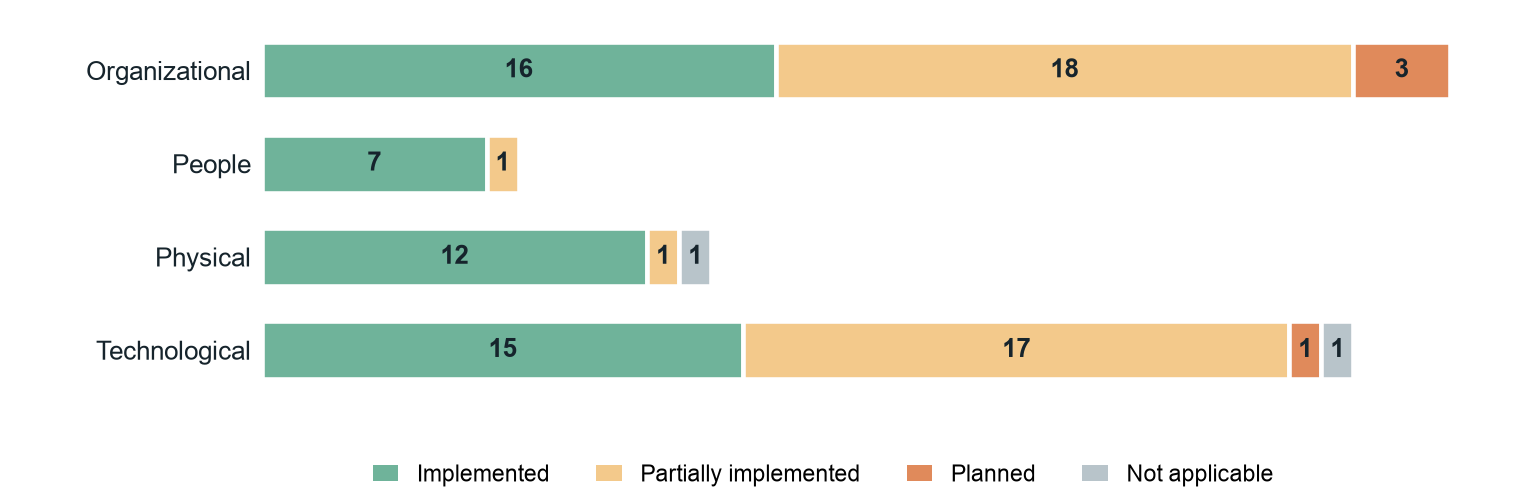 Organizational 16 18 3
People 7 1
Physical 12 1 1
Technological 15 17 1 1
Implemented Partially implemented Planned Not applicable